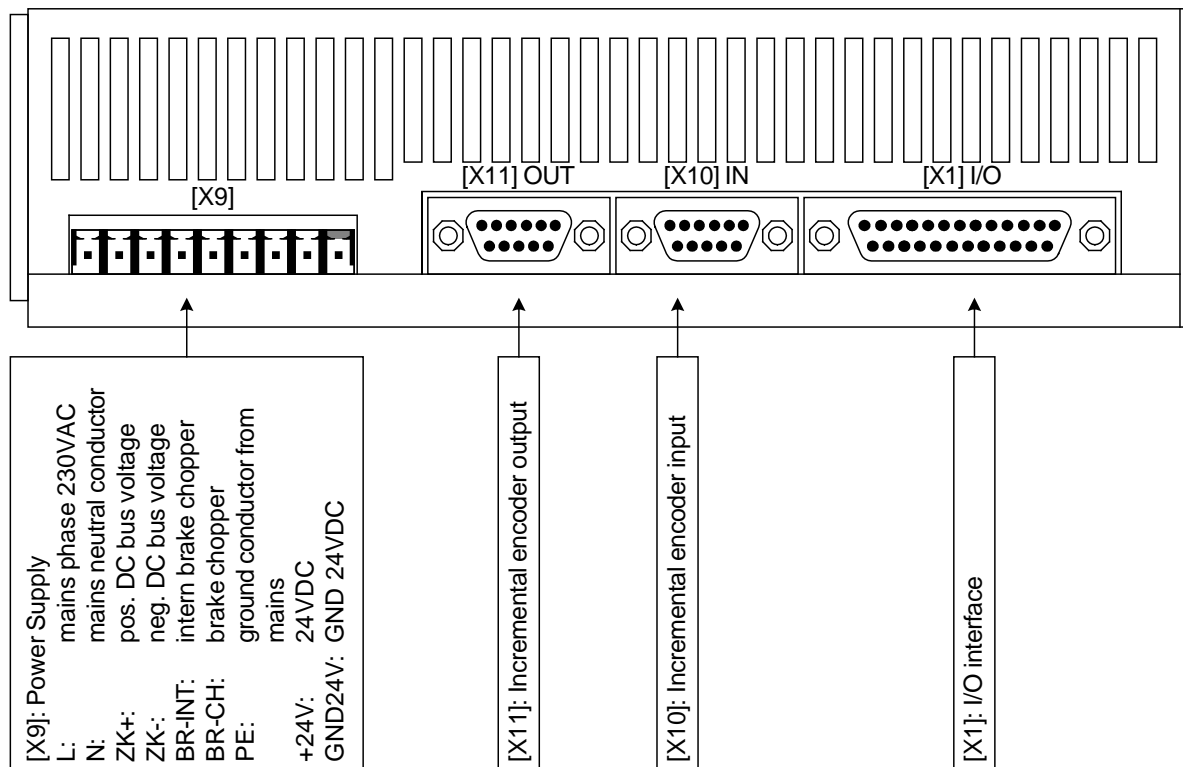 [X9]
[X11] OUT
[X10] IN
[X1] I/O
[X9]: Power Supply
L: mains phase 230VAC
N: mains neutral conductor
ZK+: pos. DC bus voltage
ZK-: neg. DC bus voltage
BR-INT: intern brake chopper
BR-CH: brake chopper
PE: ground conductor from
mains
+24V: 24VDC
GND24V: GND 24VDC
[X11]: Incremental encoder output
[X10]: Incremental encoder input
[X1]: I/O interface